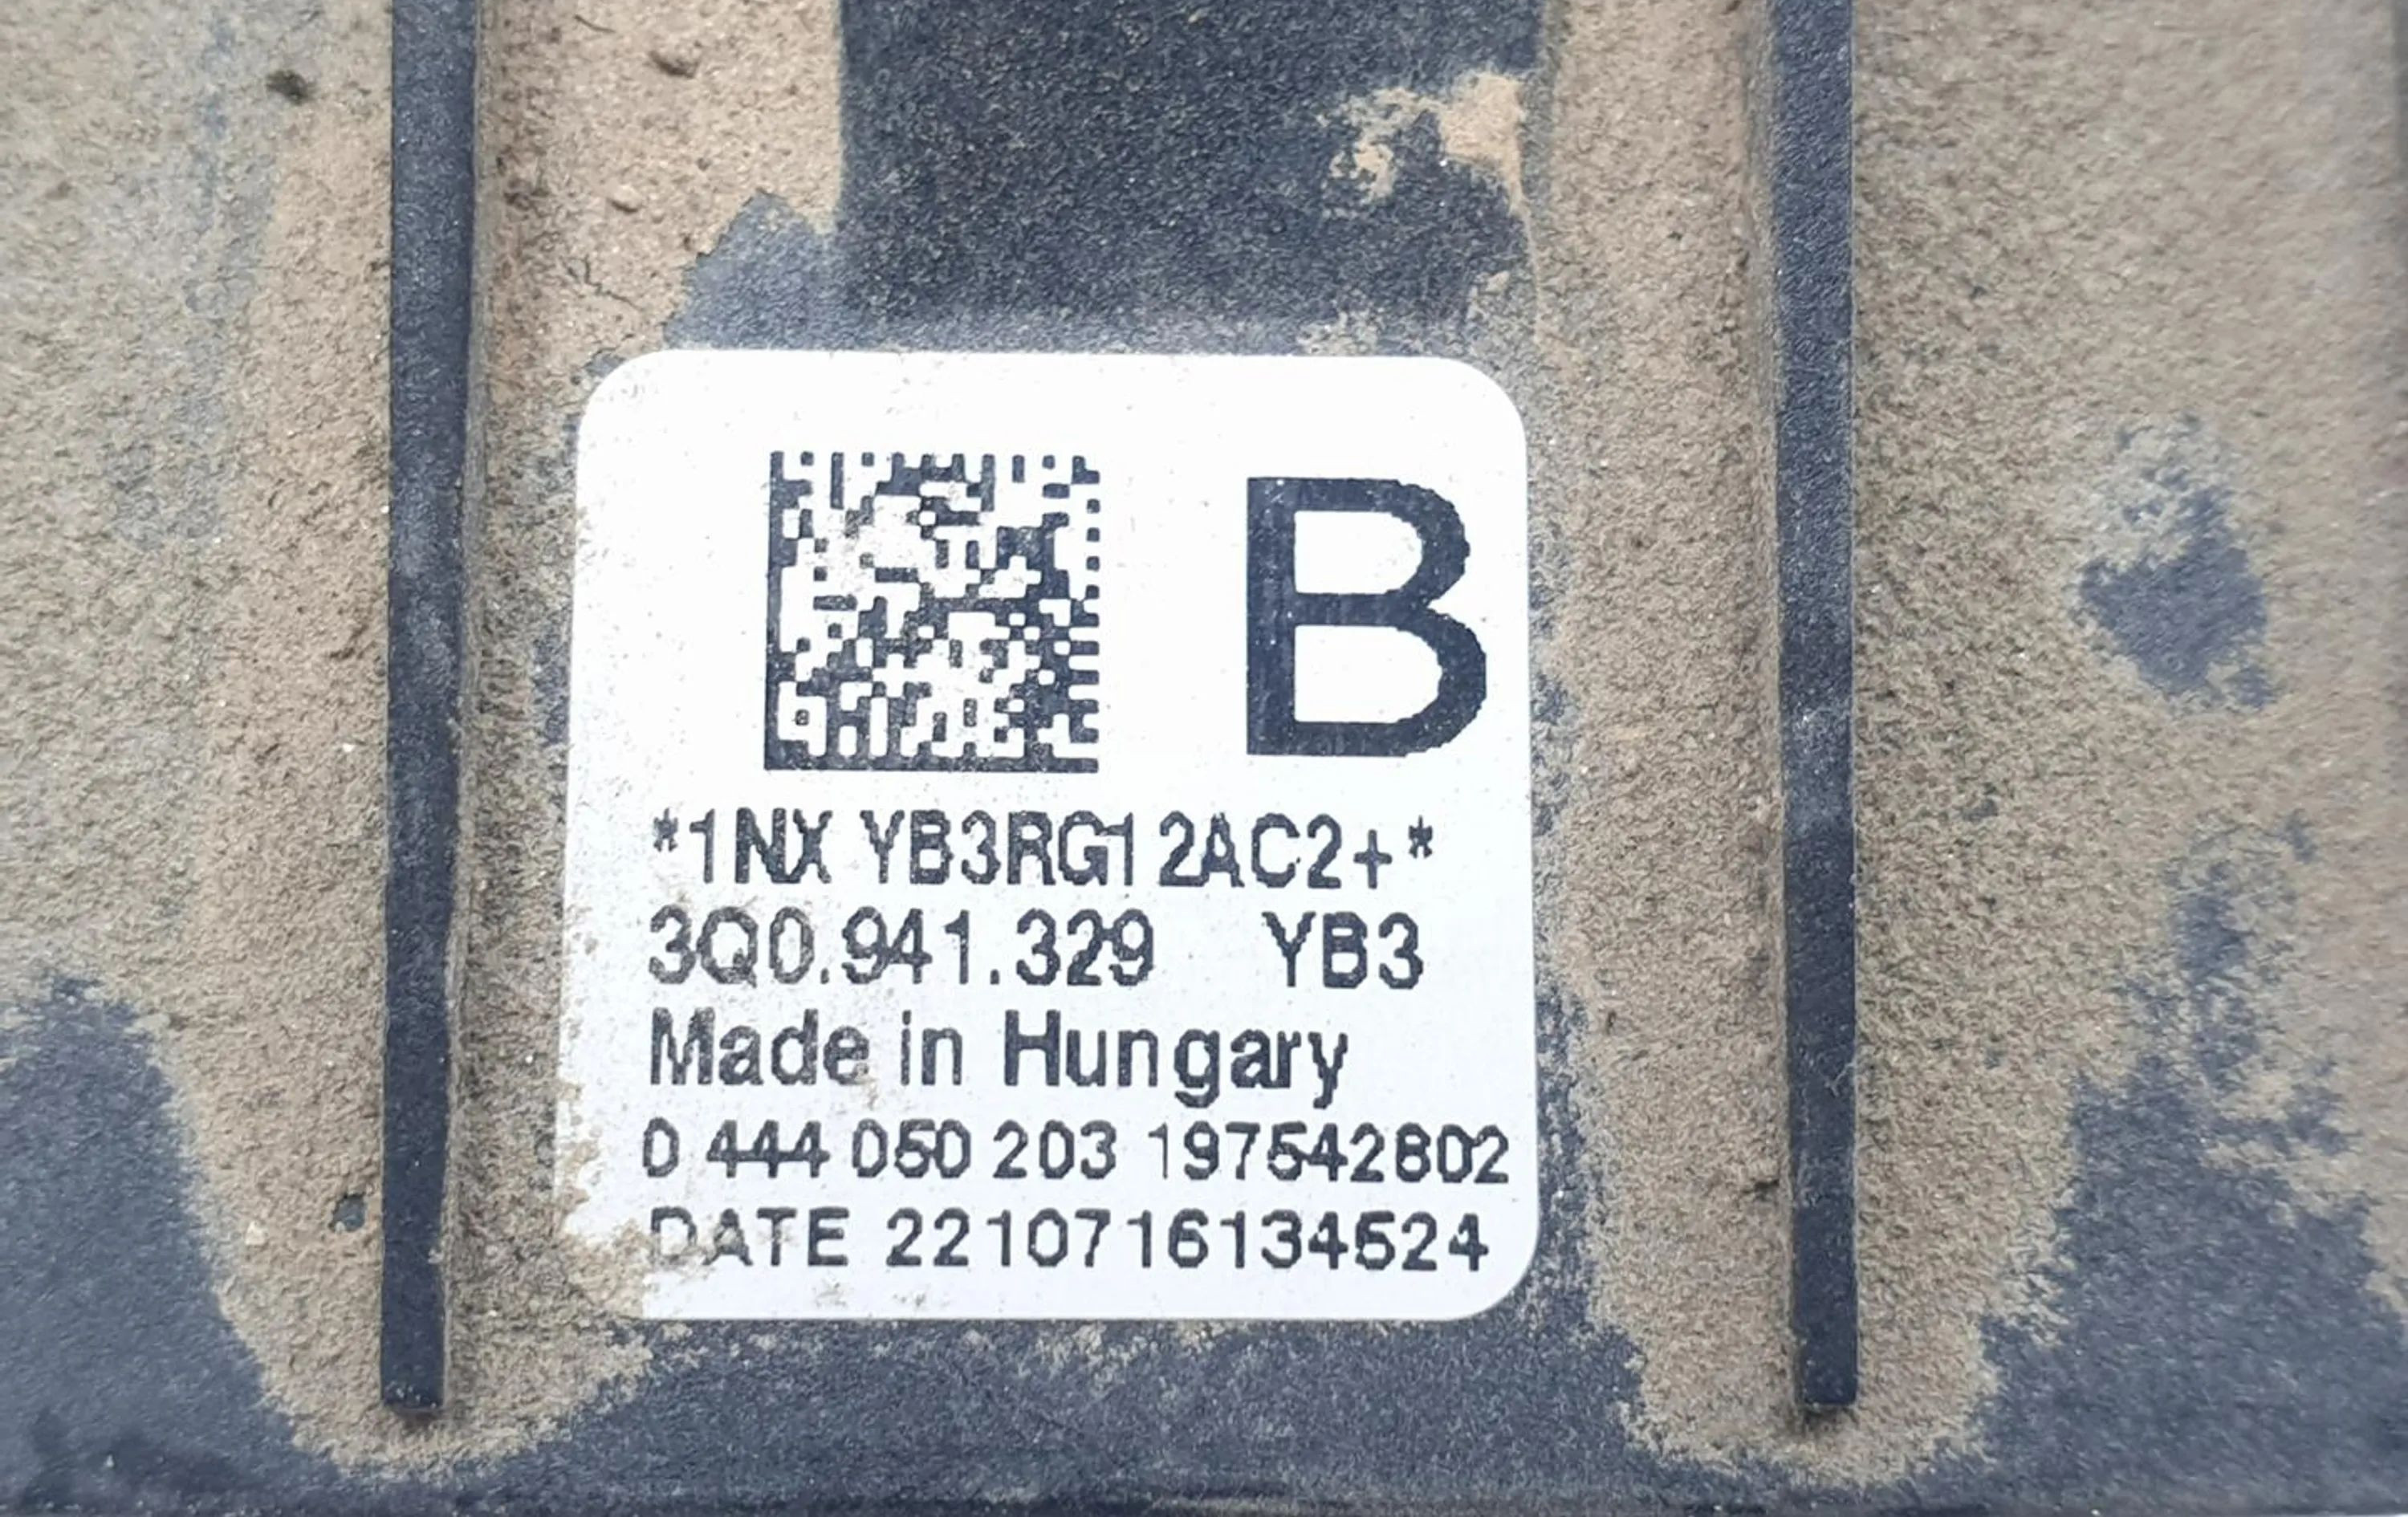 B
*1NX YB3RG12AC2+*
3Q0.941.329 YB3
Made in Hungary
0 444 050 203 197542802
DATE 2210716134524